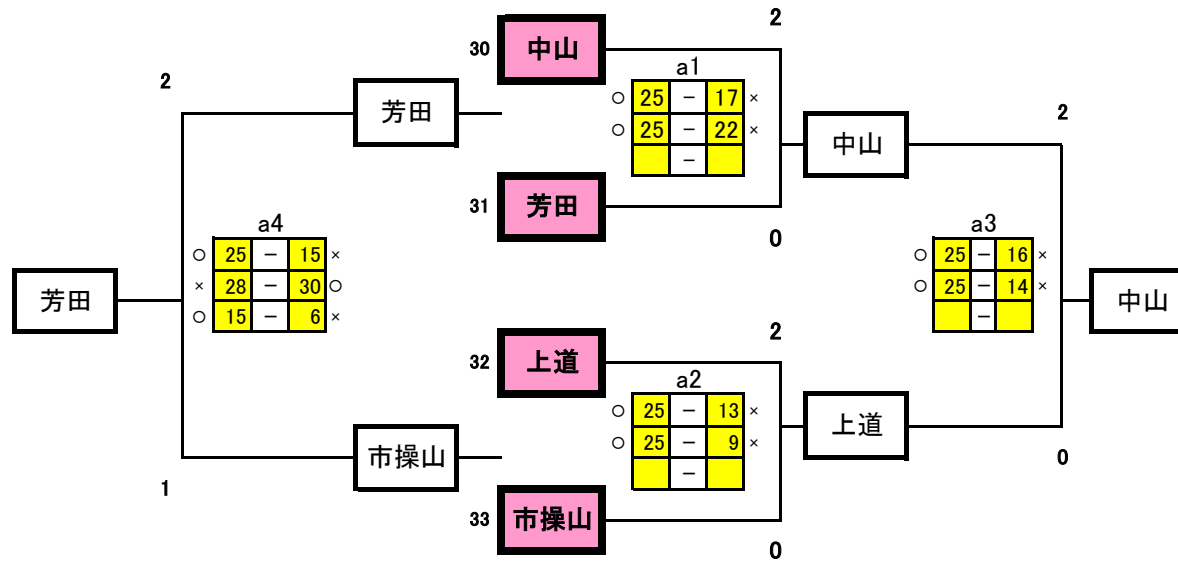 2
30 中山
a1
○ 25 － 17 ×
○ 25 － 22 ×
－
31 芳田
0
2
芳田
中山
2
a4
○ 25 － 15 ×
× 28 － 30 ○
○ 15 － 6 ×
芳田
a3
○ 25 － 16 ×
○ 25 － 14 ×
－
中山
2
32 上道
a2
○ 25 － 13 ×
○ 25 － 9 ×
－
33 市操山
0
市操山
1
上道
0